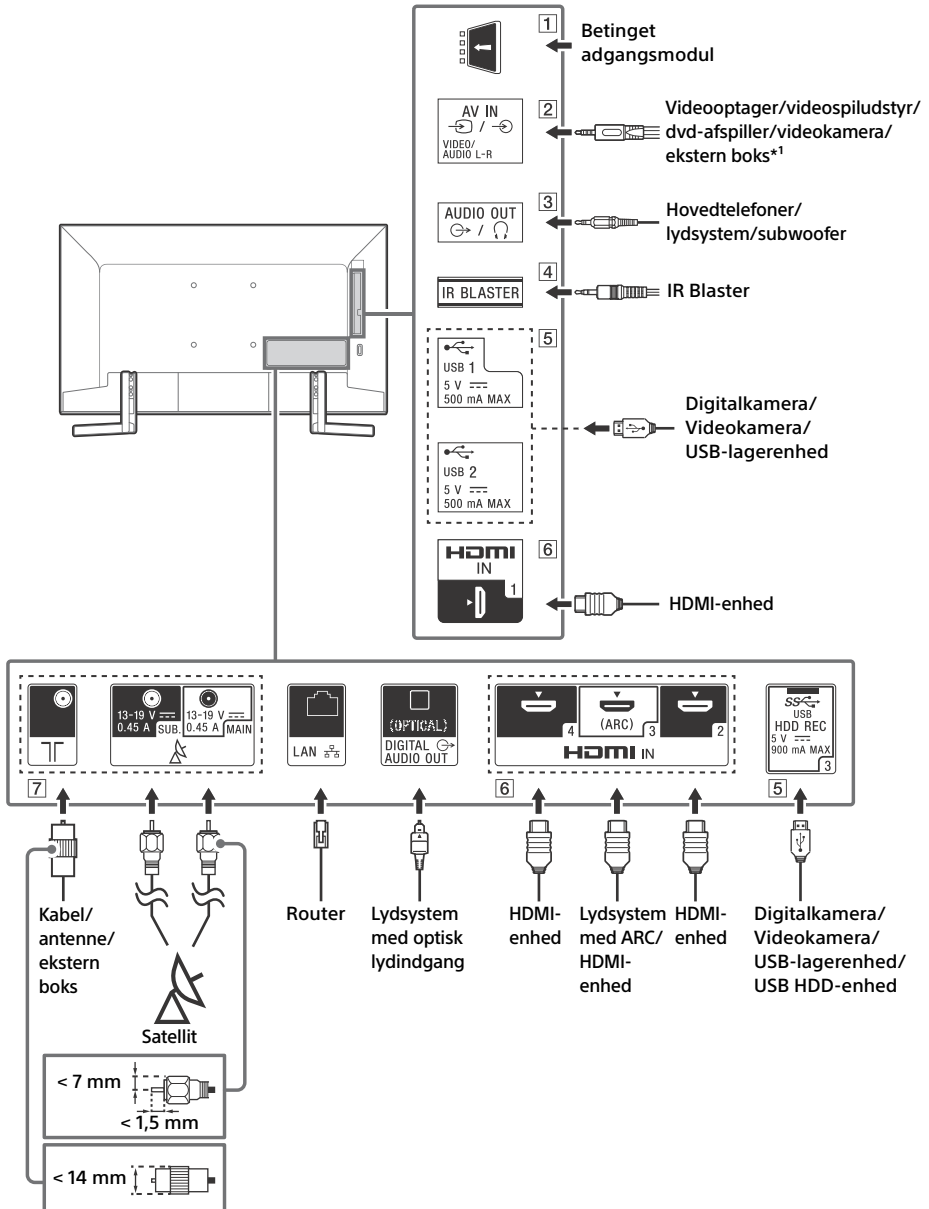 1
Betinget
adgangsmodul
AV IN
/
VIDEO/
AUDIO L-R
2
Videooptager/videospiludstyr/
dvd-afspiller/videokamera/
ekstern boks*¹
AUDIO OUT
/
3
Hovedtelefoner/
lydsystem/subwoofer
4
IR BLASTER
IR Blaster
5
USB 1
5 V
500 mA MAX
USB 2
5 V
500 mA MAX
Digitalkamera/
Videokamera/
USB-lagerenhed
HDMI
IN
1
6
HDMI-enhed
13-19 V
0.45 A
SUB.
13-19 V
0.45 A
MAIN
LAN
(OPTICAL)
DIGITAL
AUDIO OUT
4
(ARC)
3
2
HDMI IN
SS
USB
HDD REC
5 V
900 mA MAX
3
7
6
5
Kabel/
antenne/
ekstern
boks
Satellit
Router
Lydsystem
med optisk
lydindgang
HDMI-
enhed
Lydsystem
med ARC/
HDMI-
enhed
HDMI-
enhed
Digitalkamera/
Videokamera/
USB-lagerenhed/
USB HDD-enhed
< 7 mm
< 1,5 mm
< 14 mm